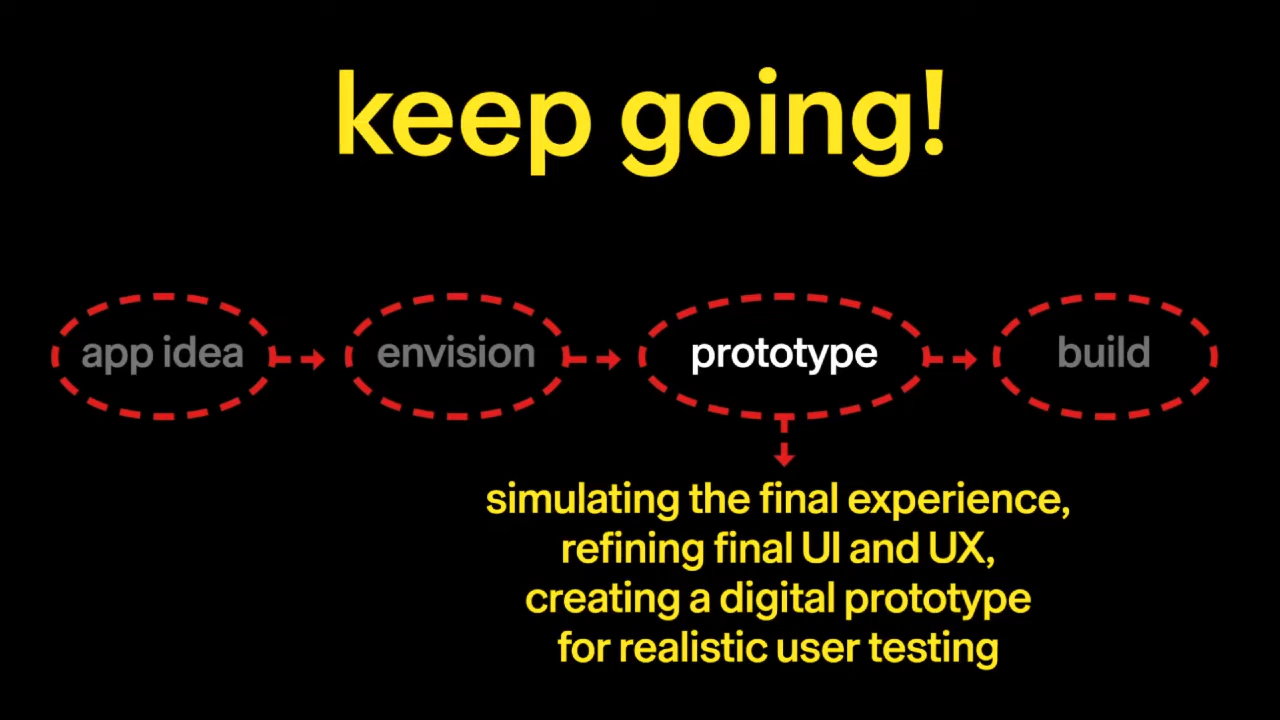 keep going!
app idea
envision
prototype
build
simulating the final experience,
refining final UI and UX,
creating a digital prototype
for realistic user testing